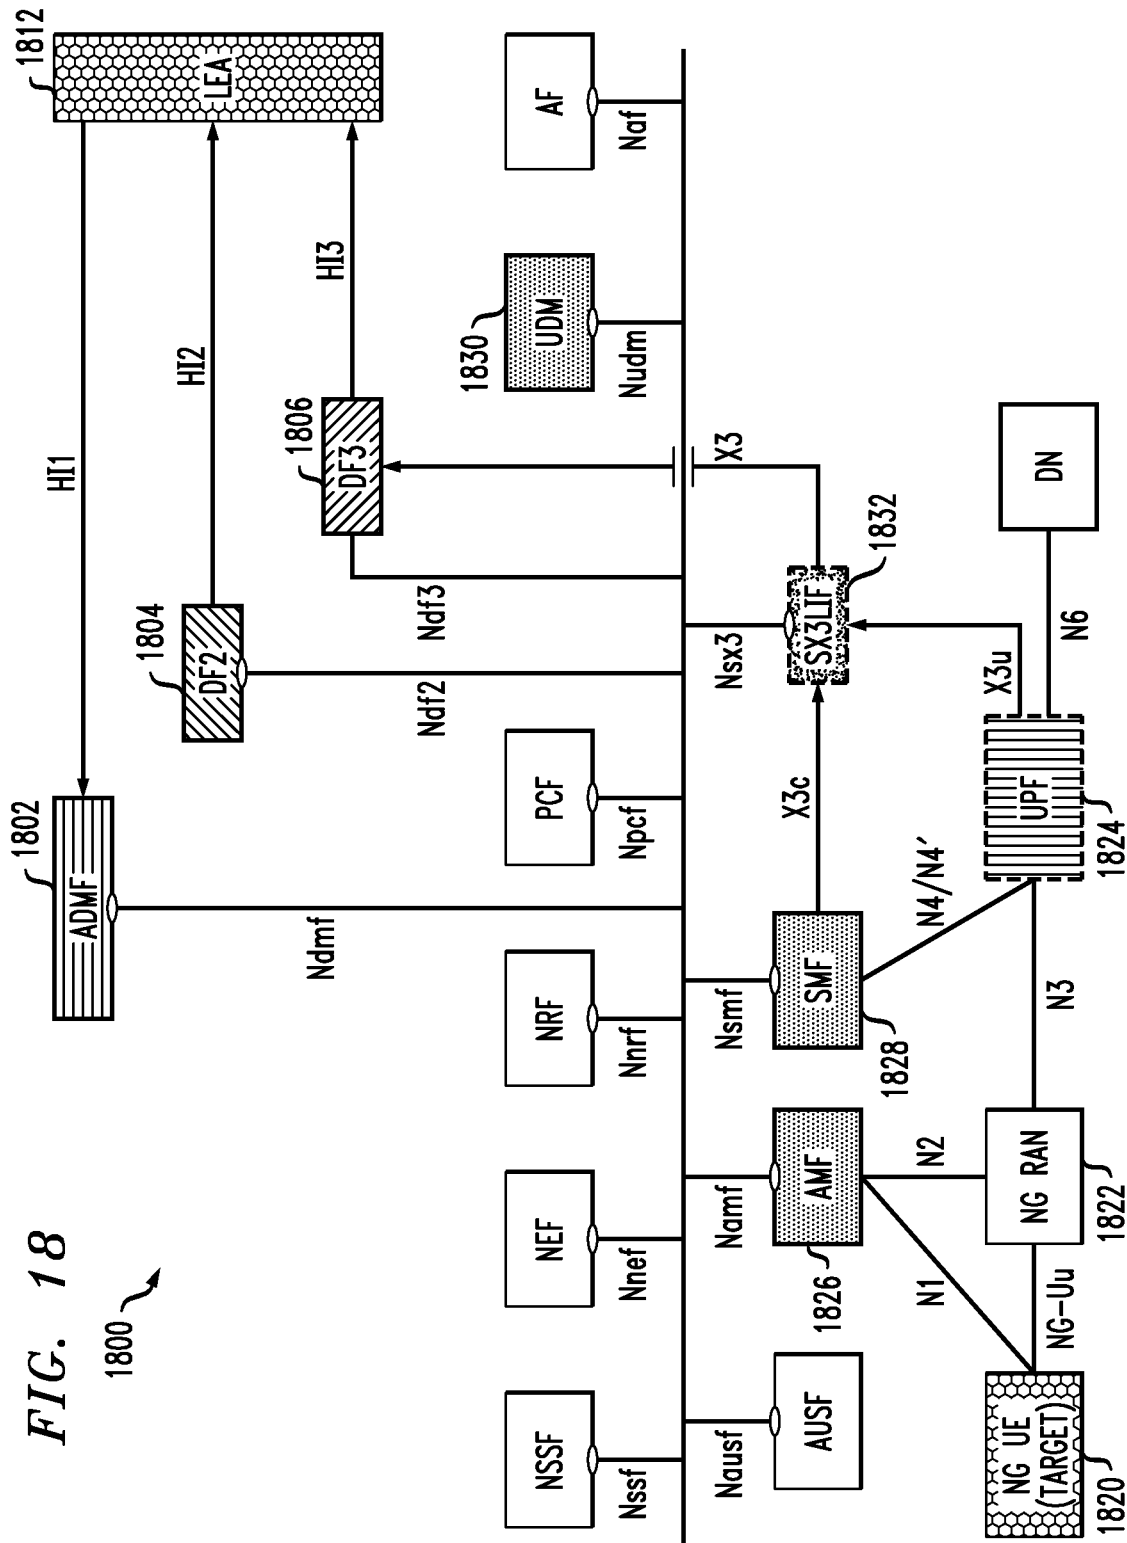 FIG. 18
1800
1802
ADMF
HI1
1812
LEA
1804
DF2
HI2
1806
DF3
HI3
Ndmf
Ndf2
Ndf3
NSSF
NEF
NRF
PCF
1830
UDM
AF
Nssf
Nnef
Nnrf
Npcf
Nudm
Naf
Nausf
Namf
Nsmf
Nsx3
X3
AUSF
AMF
1826
SMF
1828
X3c
SX3LIF
1832
N1
N2
N4/N4′
X3u
NG UE
(TARGET)
1820
NG-Uu
NG RAN
1822
N3
UPF
1824
N6
DN